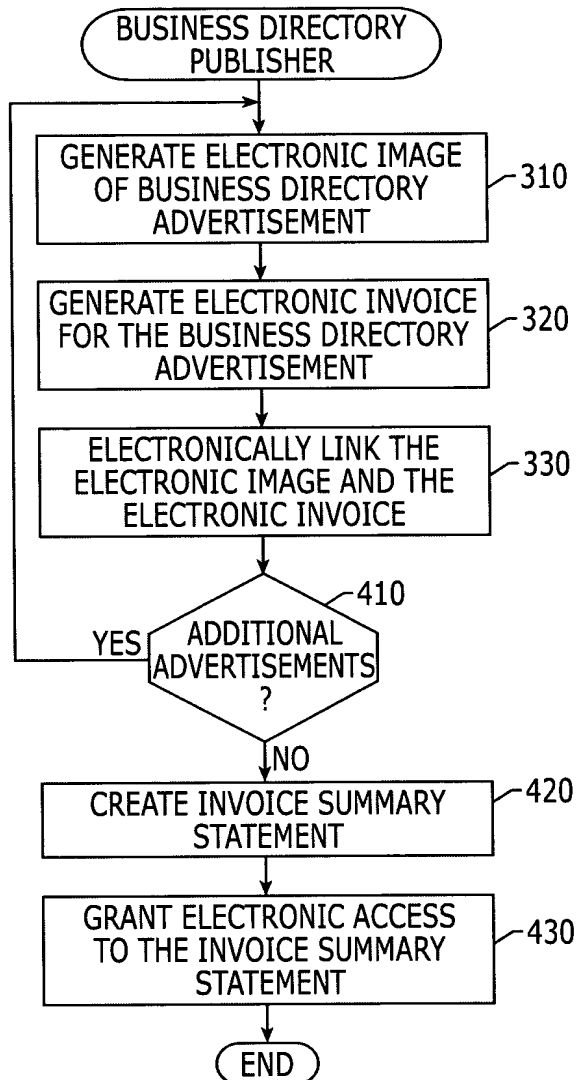 BUSINESS DIRECTORY
PUBLISHER
GENERATE ELECTRONIC IMAGE
OF BUSINESS DIRECTORY
ADVERTISEMENT
310
GENERATE ELECTRONIC INVOICE
FOR THE BUSINESS DIRECTORY
ADVERTISEMENT
320
ELECTRONICALLY LINK THE
ELECTRONIC IMAGE AND THE
ELECTRONIC INVOICE
330
410
YES
ADDITIONAL
ADVERTISEMENTS
?
NO
CREATE INVOICE SUMMARY
STATEMENT
420
GRANT ELECTRONIC ACCESS
TO THE INVOICE SUMMARY
STATEMENT
430
END